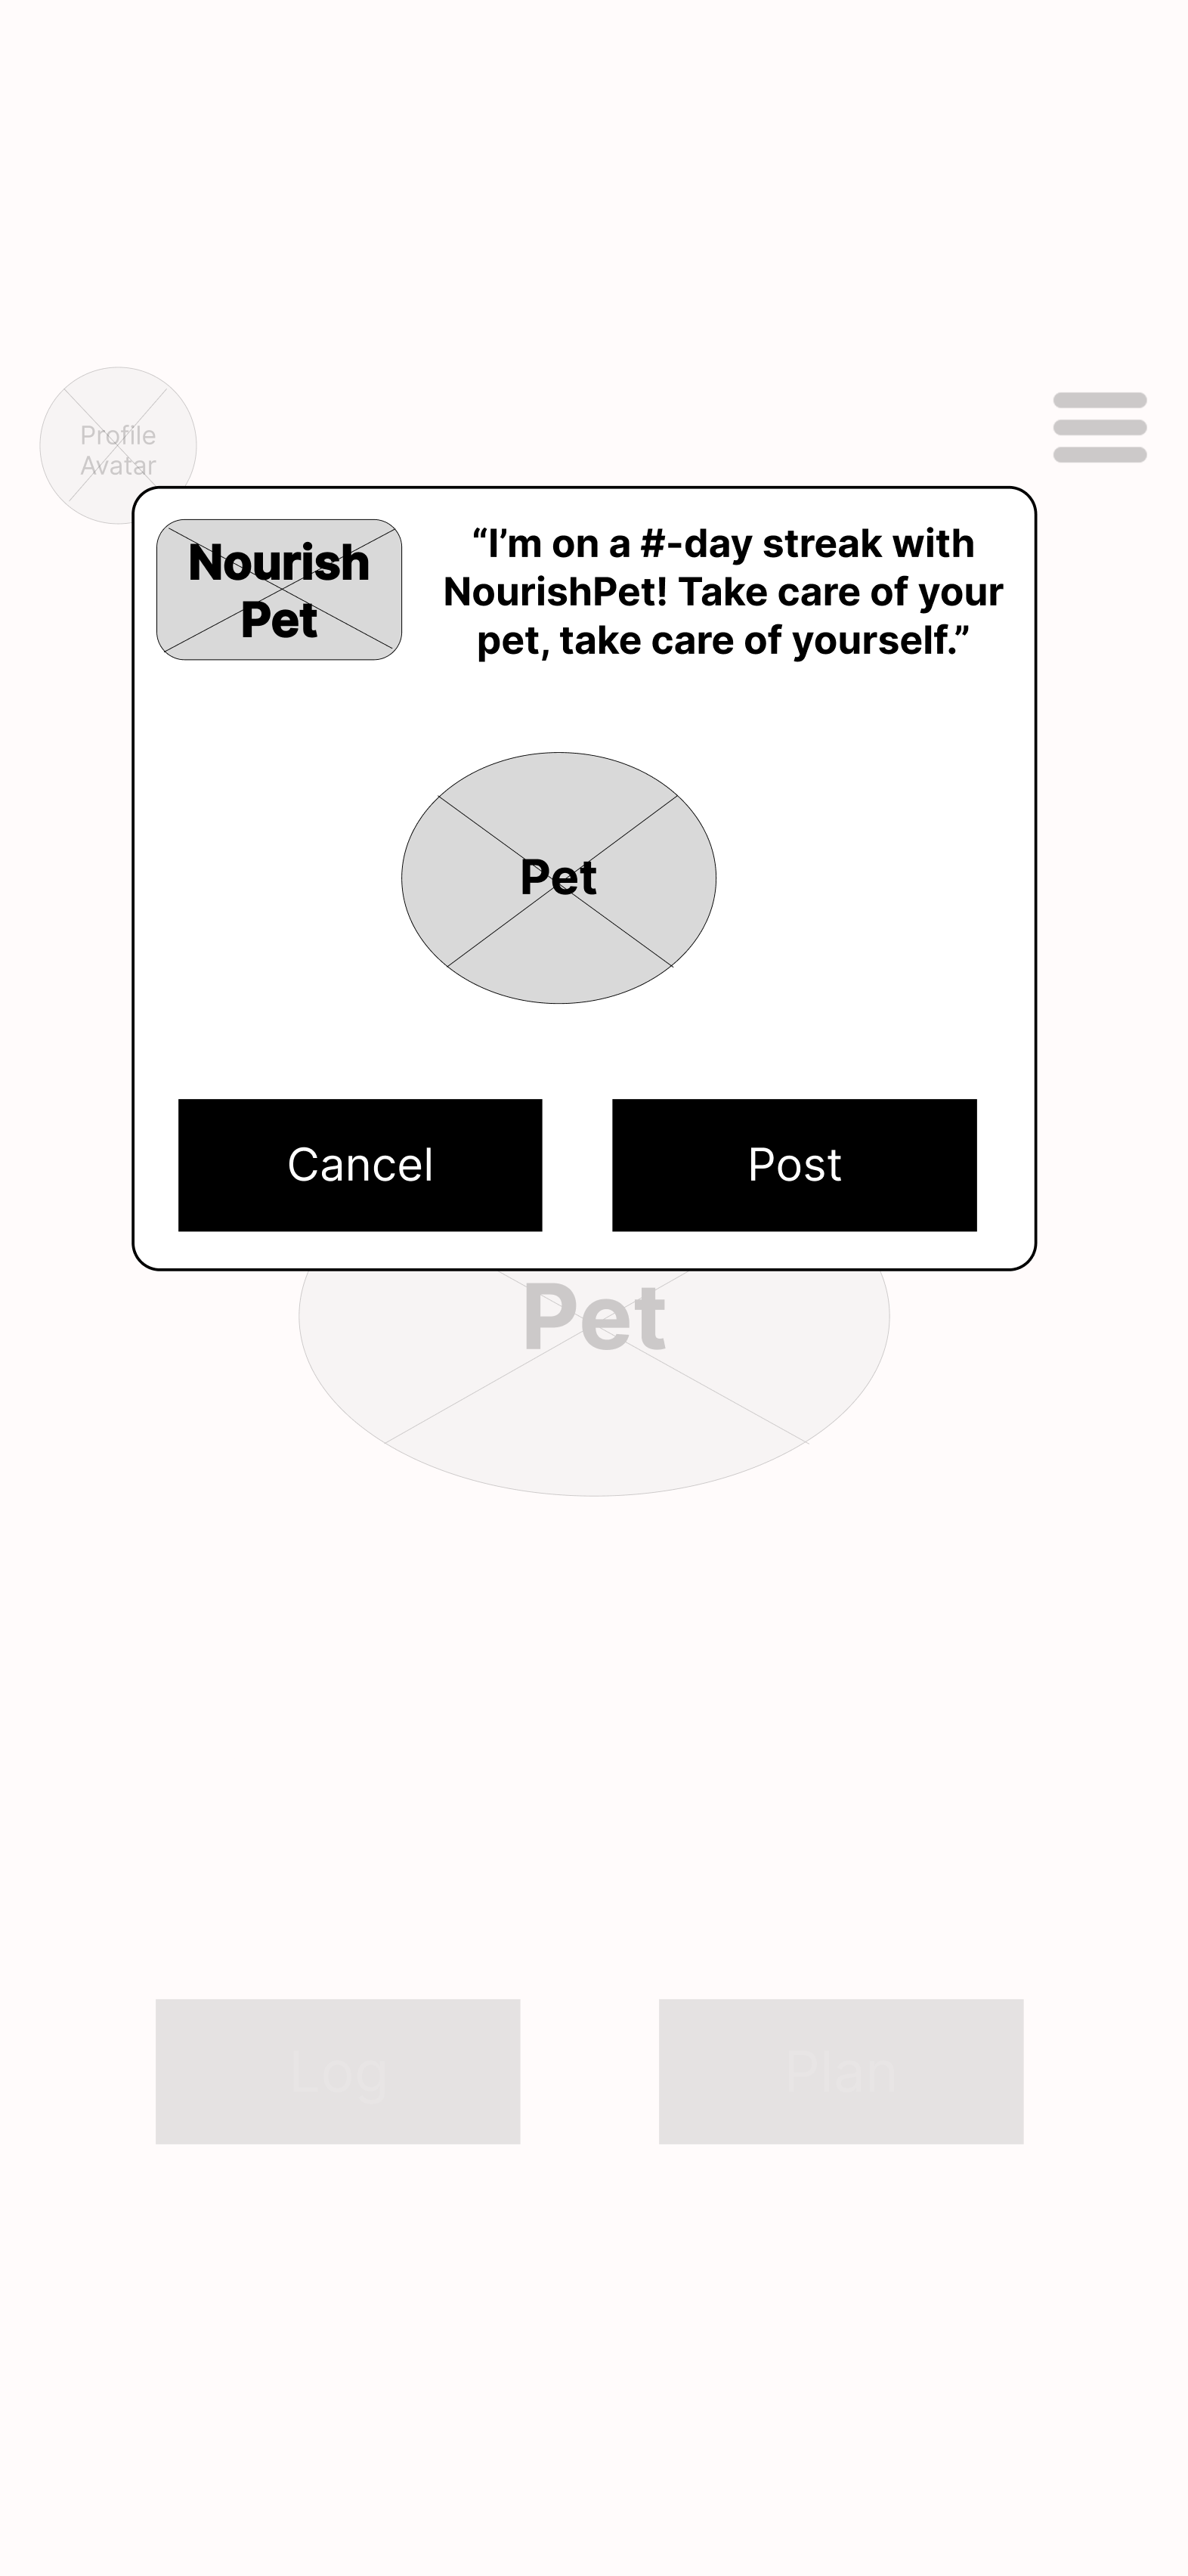 Profile
Avatar
Nourish
Pet
“I’m on a #-day streak with
NourishPet! Take care of your
pet, take care of yourself.”
Pet
Cancel
Post
Pet
Log
Plan